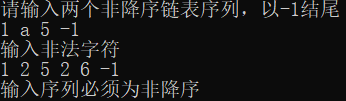 请输入两个非降序链表序列，以-1结尾
1 a 5 -1
输入非法字符
1 2 5 2 6 -1
输入序列必须为非降序